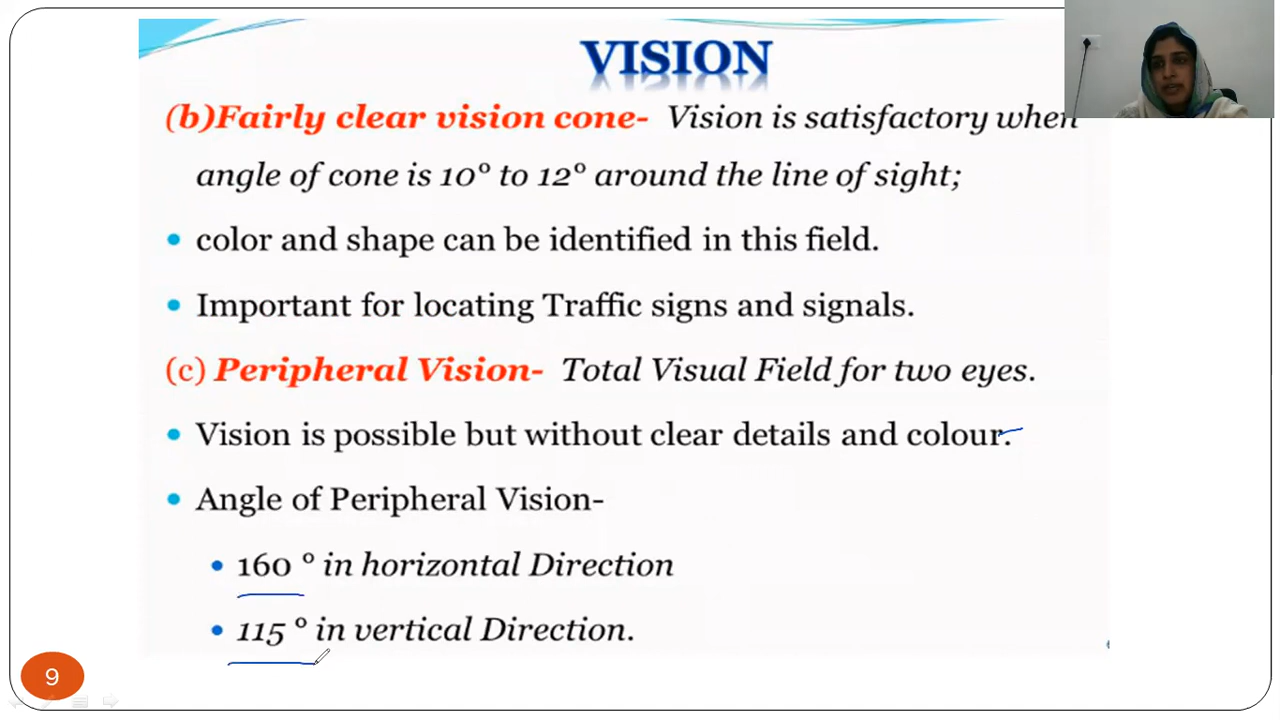 VISION
(b)Fairly clear vision cone- Vision is satisfactory when
angle of cone is 10° to 12° around the line of sight;
color and shape can be identified in this field.
Important for locating Traffic signs and signals.
(c) Peripheral Vision- Total Visual Field for two eyes.
Vision is possible but without clear details and colour.
Angle of Peripheral Vision-
160 ° in horizontal Direction
115 ° in vertical Direction.
9